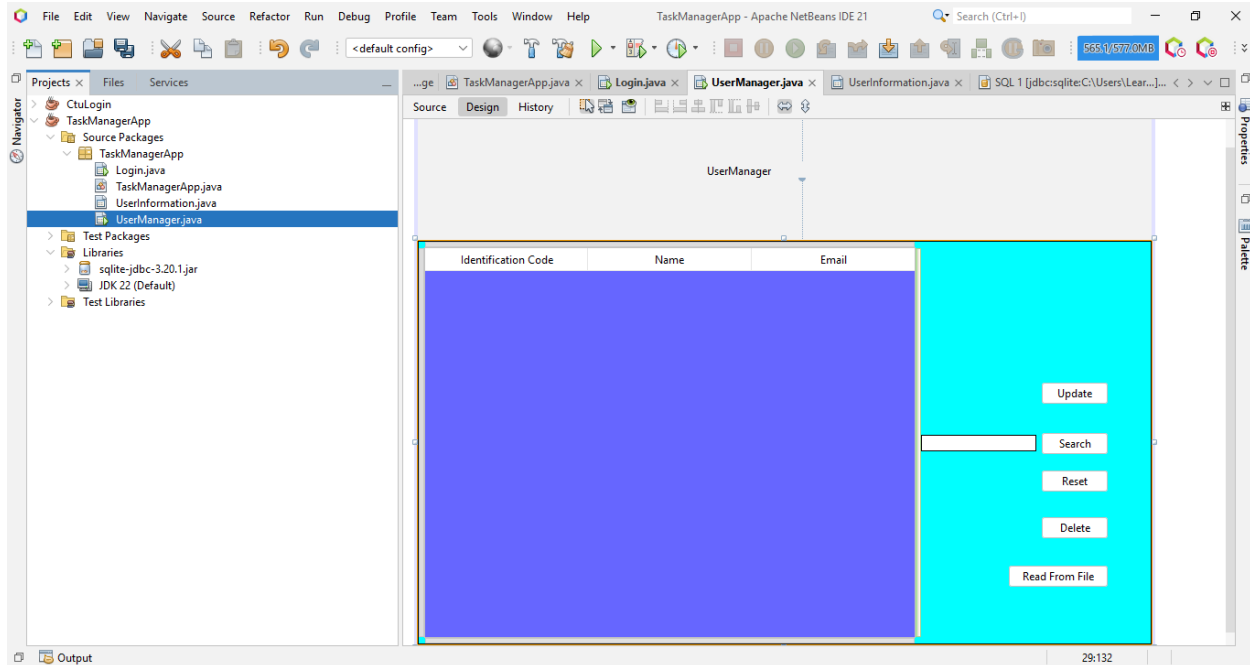 File Edit View Navigate Source Refactor Run Debug Profile Team Tools Window Help TaskManagerApp - Apache NetBeans IDE 21 Search (Ctrl+I)
<default config> 565.1/577.0MB
Projects Files Services
...ge TaskManagerApp.java Login.java UserManager.java UserInformation.java SQL 1 [jdbc:sqlite:C:\Users\Lear...]...
Source Design History
Navigator
CtuLogin
TaskManagerApp
Source Packages
TaskManagerApp
Login.java
TaskManagerApp.java
UserInformation.java
UserManager.java
Test Packages
Libraries
sqlite-jdbc-3.20.1.jar
JDK 22 (Default)
Test Libraries
UserManager
Identification Code Name Email
Update
Search
Reset
Delete
Read From File
Properties
Palette
Output 29:132